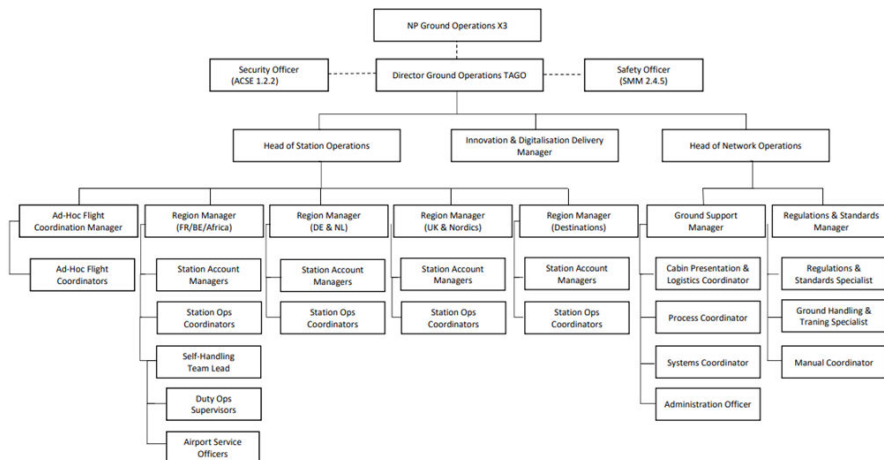 NP Ground Operations X3
Security Officer
(ACSE 1.2.2)
Director Ground Operations TAGO
Safety Officer
(SMM 2.4.5)
Head of Station Operations
Innovation & Digitalisation Delivery
Manager
Head of Network Operations
Ad-Hoc Flight
Coordination Manager
Region Manager
(FR/BE/Africa)
Region Manager
(DE & NL)
Region Manager
(UK & Nordics)
Region Manager
(Destinations)
Ground Support
Manager
Regulations & Standards
Manager
Ad-Hoc Flight
Coordinators
Station Account
Managers
Station Account
Managers
Station Account
Managers
Station Account
Managers
Cabin Presentation &
Logistics Coordinator
Regulations &
Standards Specialist
Station Ops
Coordinators
Station Ops
Coordinators
Station Ops
Coordinators
Station Ops
Coordinators
Process Coordinator
Ground Handling &
Traning Specialist
Self-Handling
Team Lead
Systems Coordinator
Manual Coordinator
Duty Ops
Supervisors
Administration Officer
Airport Service
Officers